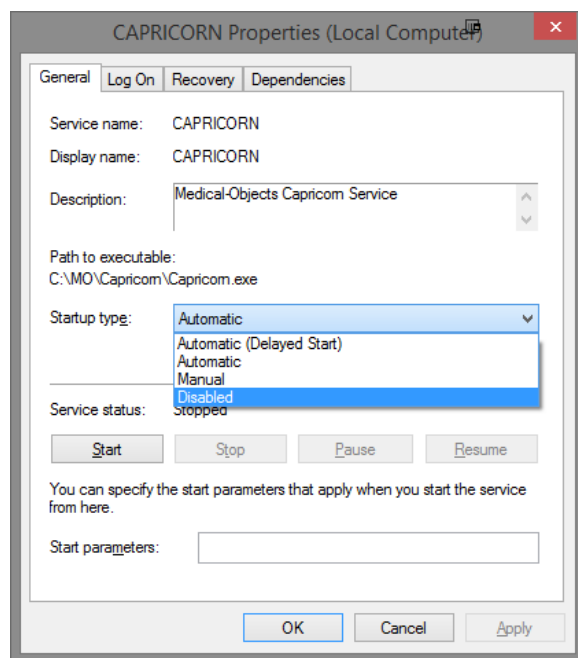 CAPRICORN Properties (Local Computer)
General Log On Recovery Dependencies
Service name: CAPRICORN
Display name: CAPRICORN
Description: Medical-Objects Capricorn Service
Path to executable:
C:\MO\Capricorn\Capricorn.exe
Startup type: Automatic
Automatic (Delayed Start)
Automatic
Manual
Disabled
Service status: Stopped
Start Stop Pause Resume
You can specify the start parameters that apply when you start the service
from here.
Start parameters:
OK Cancel Apply